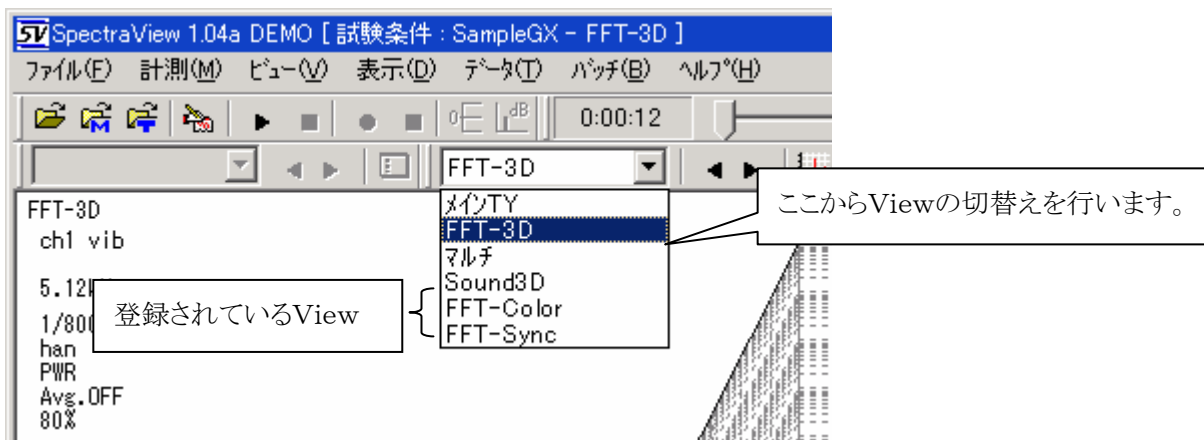 SV SpectraView 1.04a DEMO [ 試験条件 : SampleGX - FFT-3D ]
ファイル(F) 計測(M) ビュー(V) 表示(D) データ(T) バッチ(B) ヘルプ(H)
M T dB 0:00:12
FFT-3D
FFT-3D
ch1 vib
5.12
1/800
han
PWR
Avg.OFF
80%
メインTY
FFT-3D
マルチ
Sound3D
FFT-Color
FFT-Sync
ここからViewの切替えを行います。
登録されているView